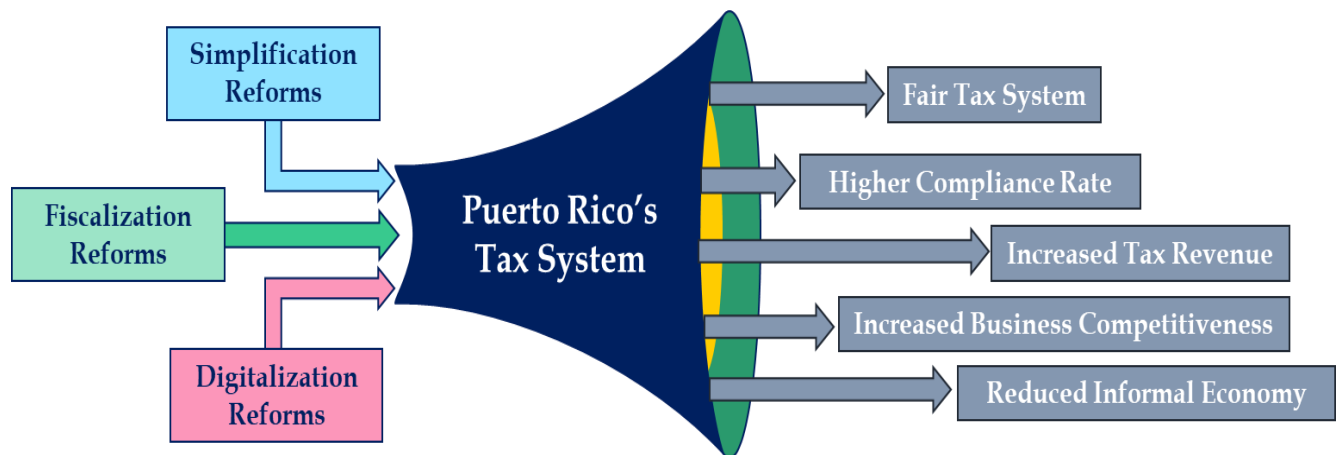 Simplification
Reforms
Fiscalization
Reforms
Digitalization
Reforms
Puerto Rico’s
Tax System
Fair Tax System
Higher Compliance Rate
Increased Tax Revenue
Increased Business Competitiveness
Reduced Informal Economy